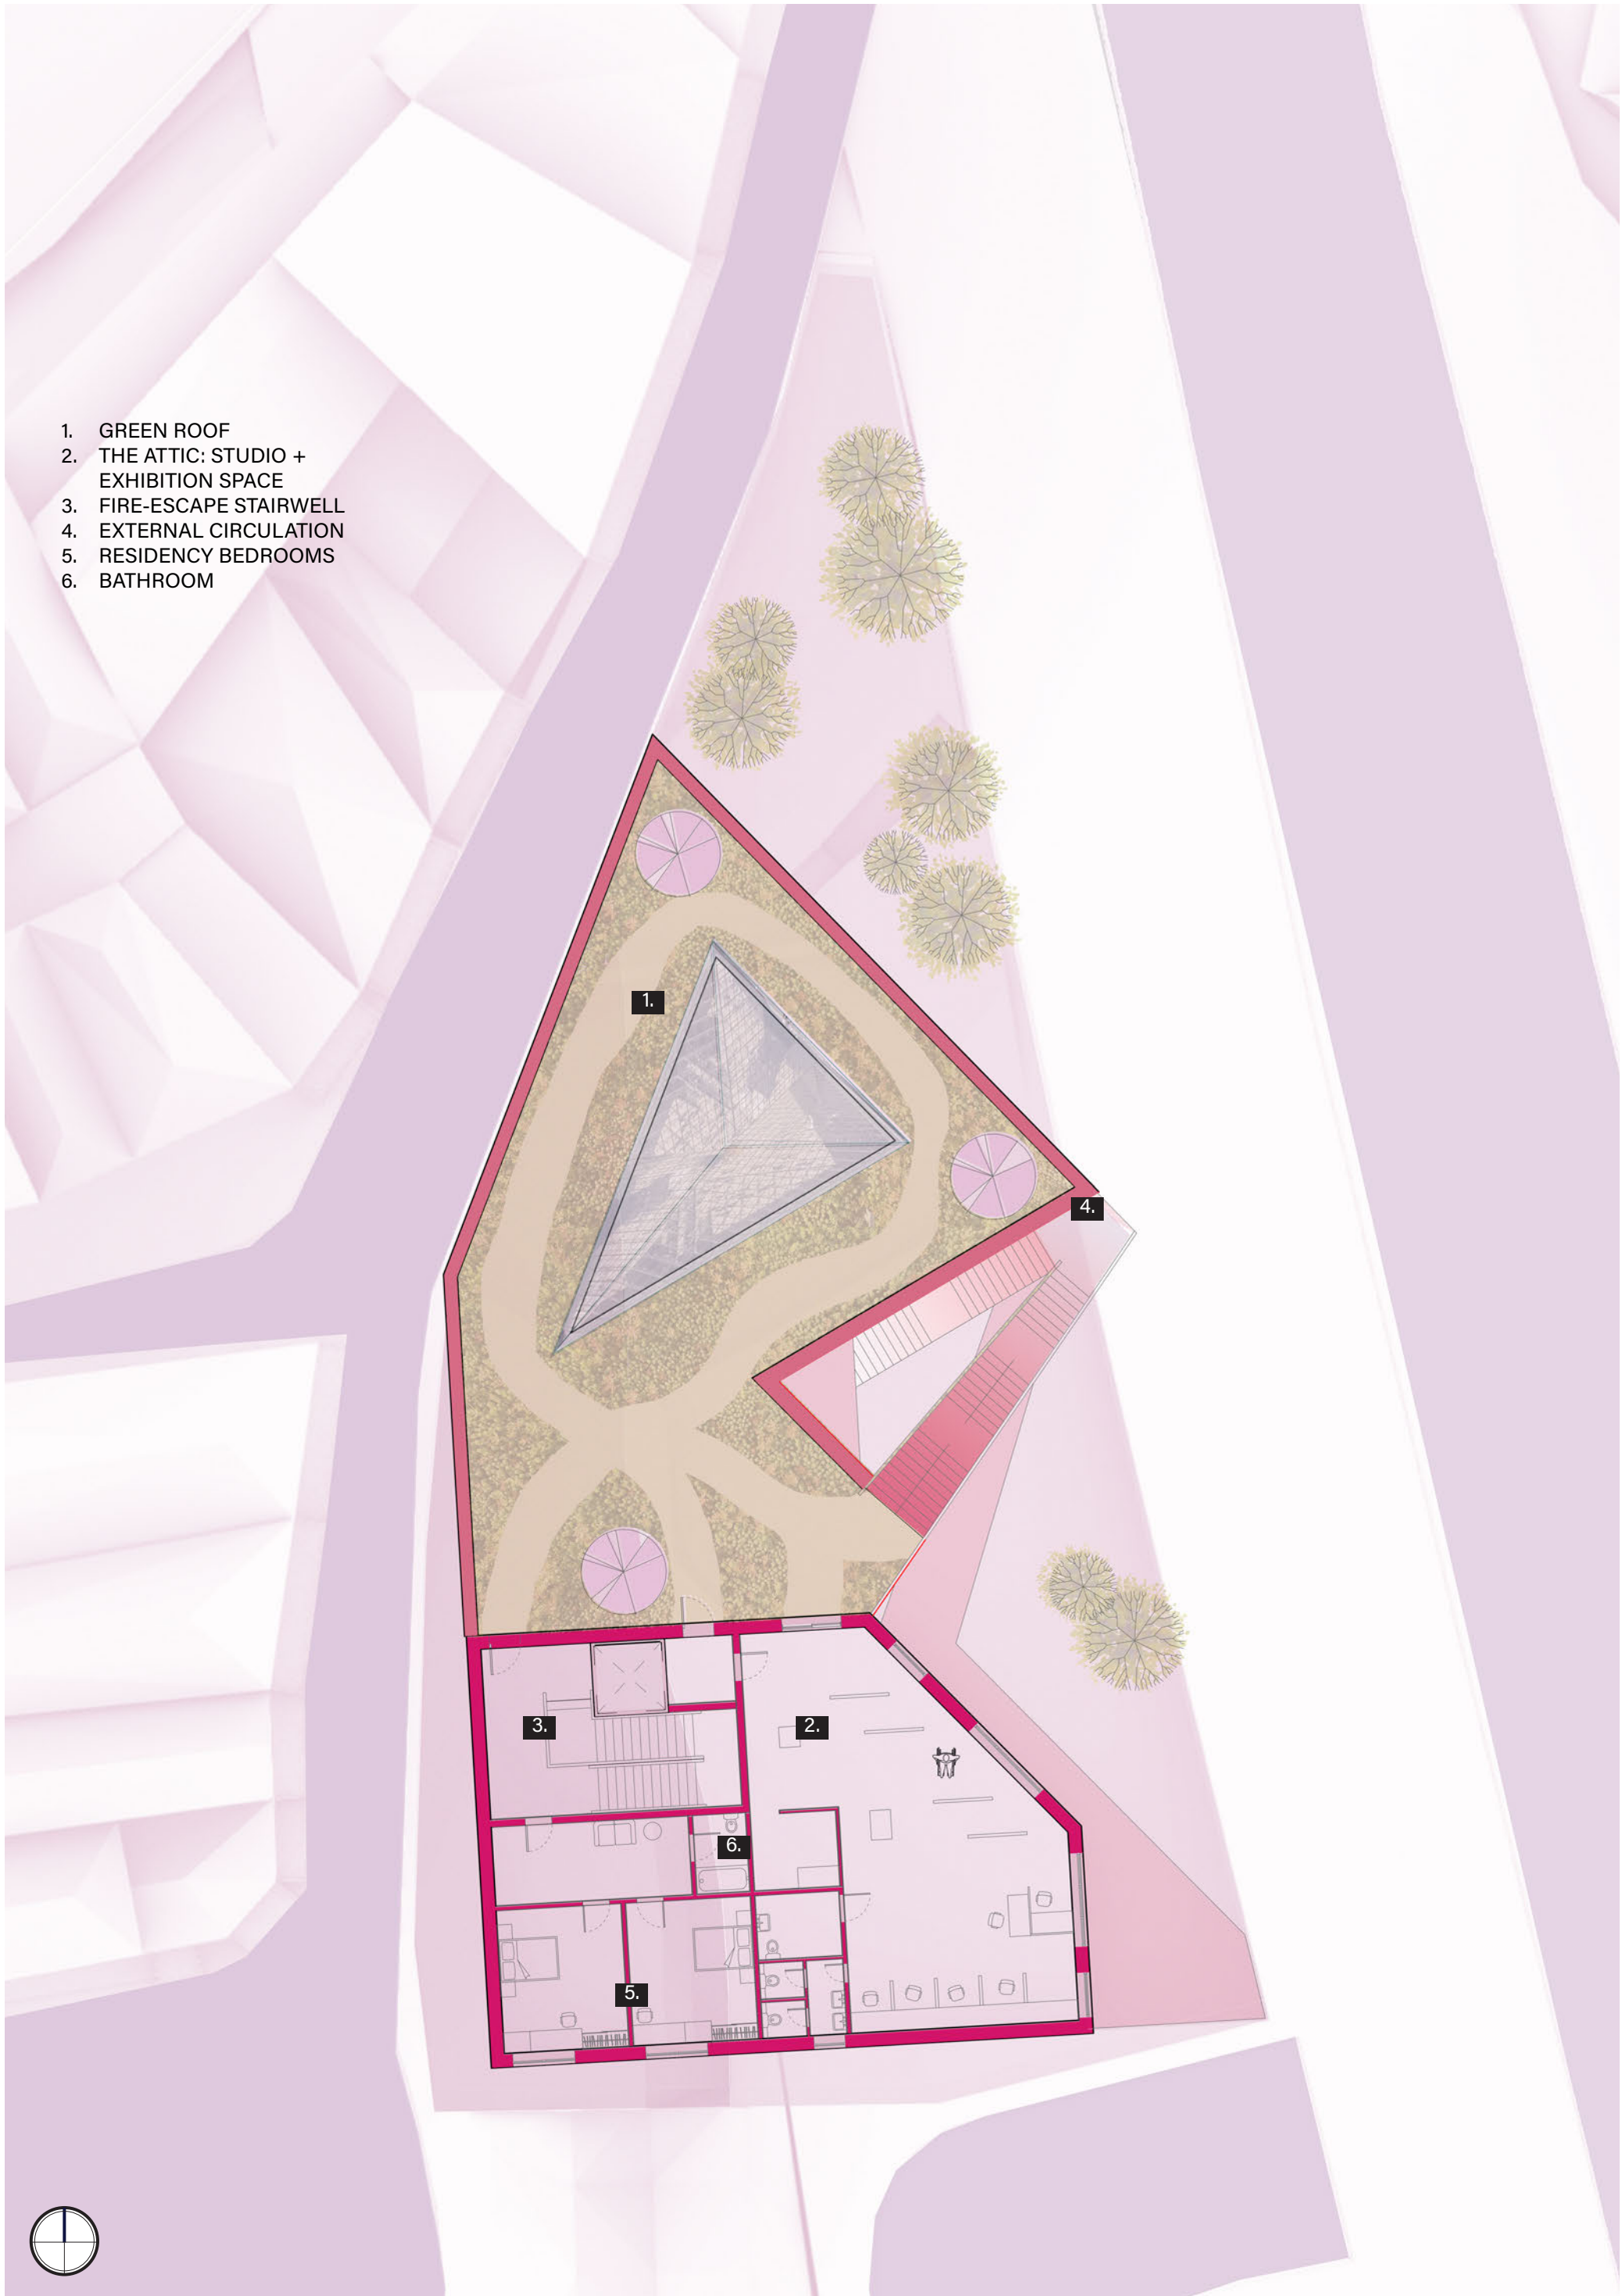 1. GREEN ROOF
2. THE ATTIC: STUDIO +
EXHIBITION SPACE
3. FIRE-ESCAPE STAIRWELL
4. EXTERNAL CIRCULATION
5. RESIDENCY BEDROOMS
6. BATHROOM
1.
4.
3.
2.
6.
5.